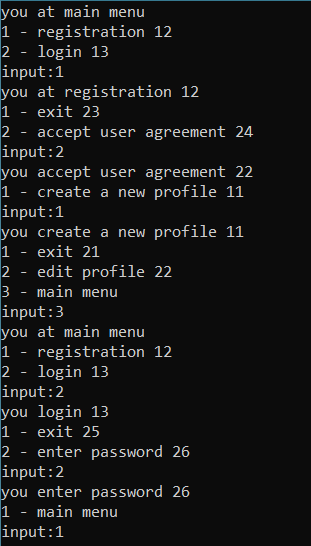 you at main menu
1 - registration 12
2 - login 13
input:1
you at registration 12
1 - exit 23
2 - accept user agreement 24
input:2
you accept user agreement 22
1 - create a new profile 11
input:1
you create a new profile 11
1 - exit 21
2 - edit profile 22
3 - main menu
input:3
you at main menu
1 - registration 12
2 - login 13
input:2
you login 13
1 - exit 25
2 - enter password 26
input:2
you enter password 26
1 - main menu
input:1